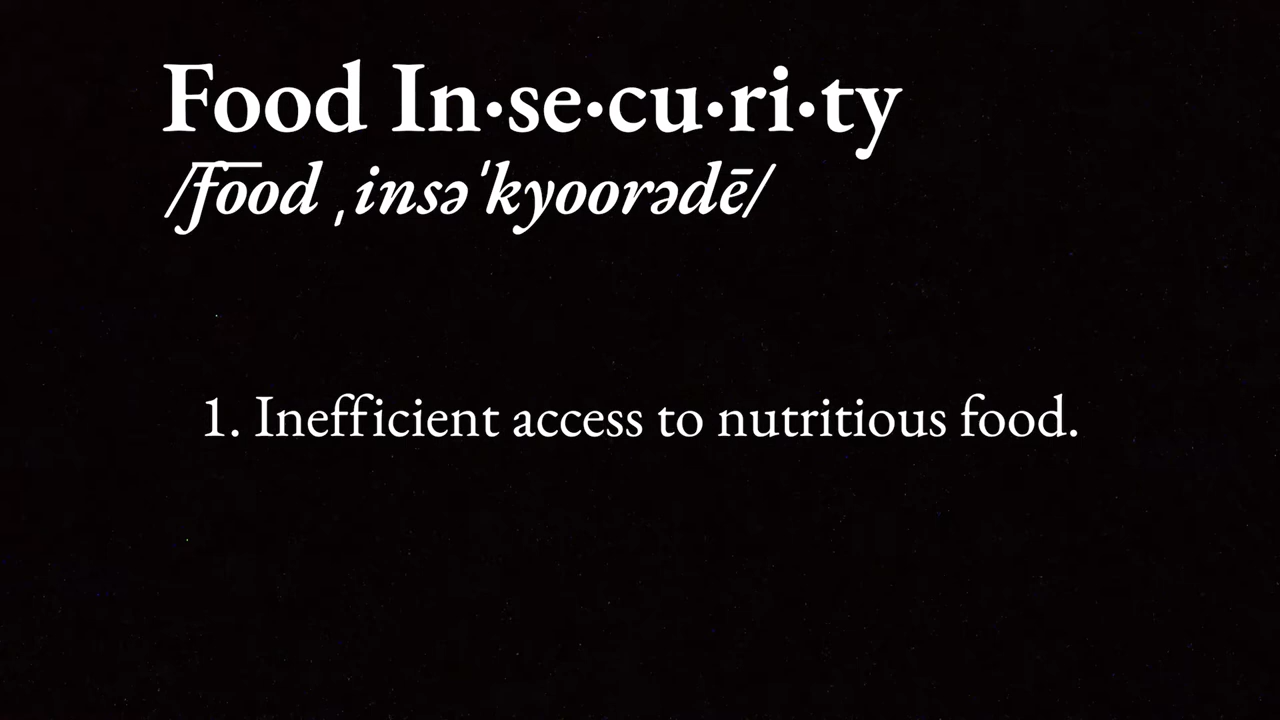 Food In·se·cu·ri·ty
/fo͞od ˌinsəˈkyoorədē/
1. Inefficient access to nutritious food.